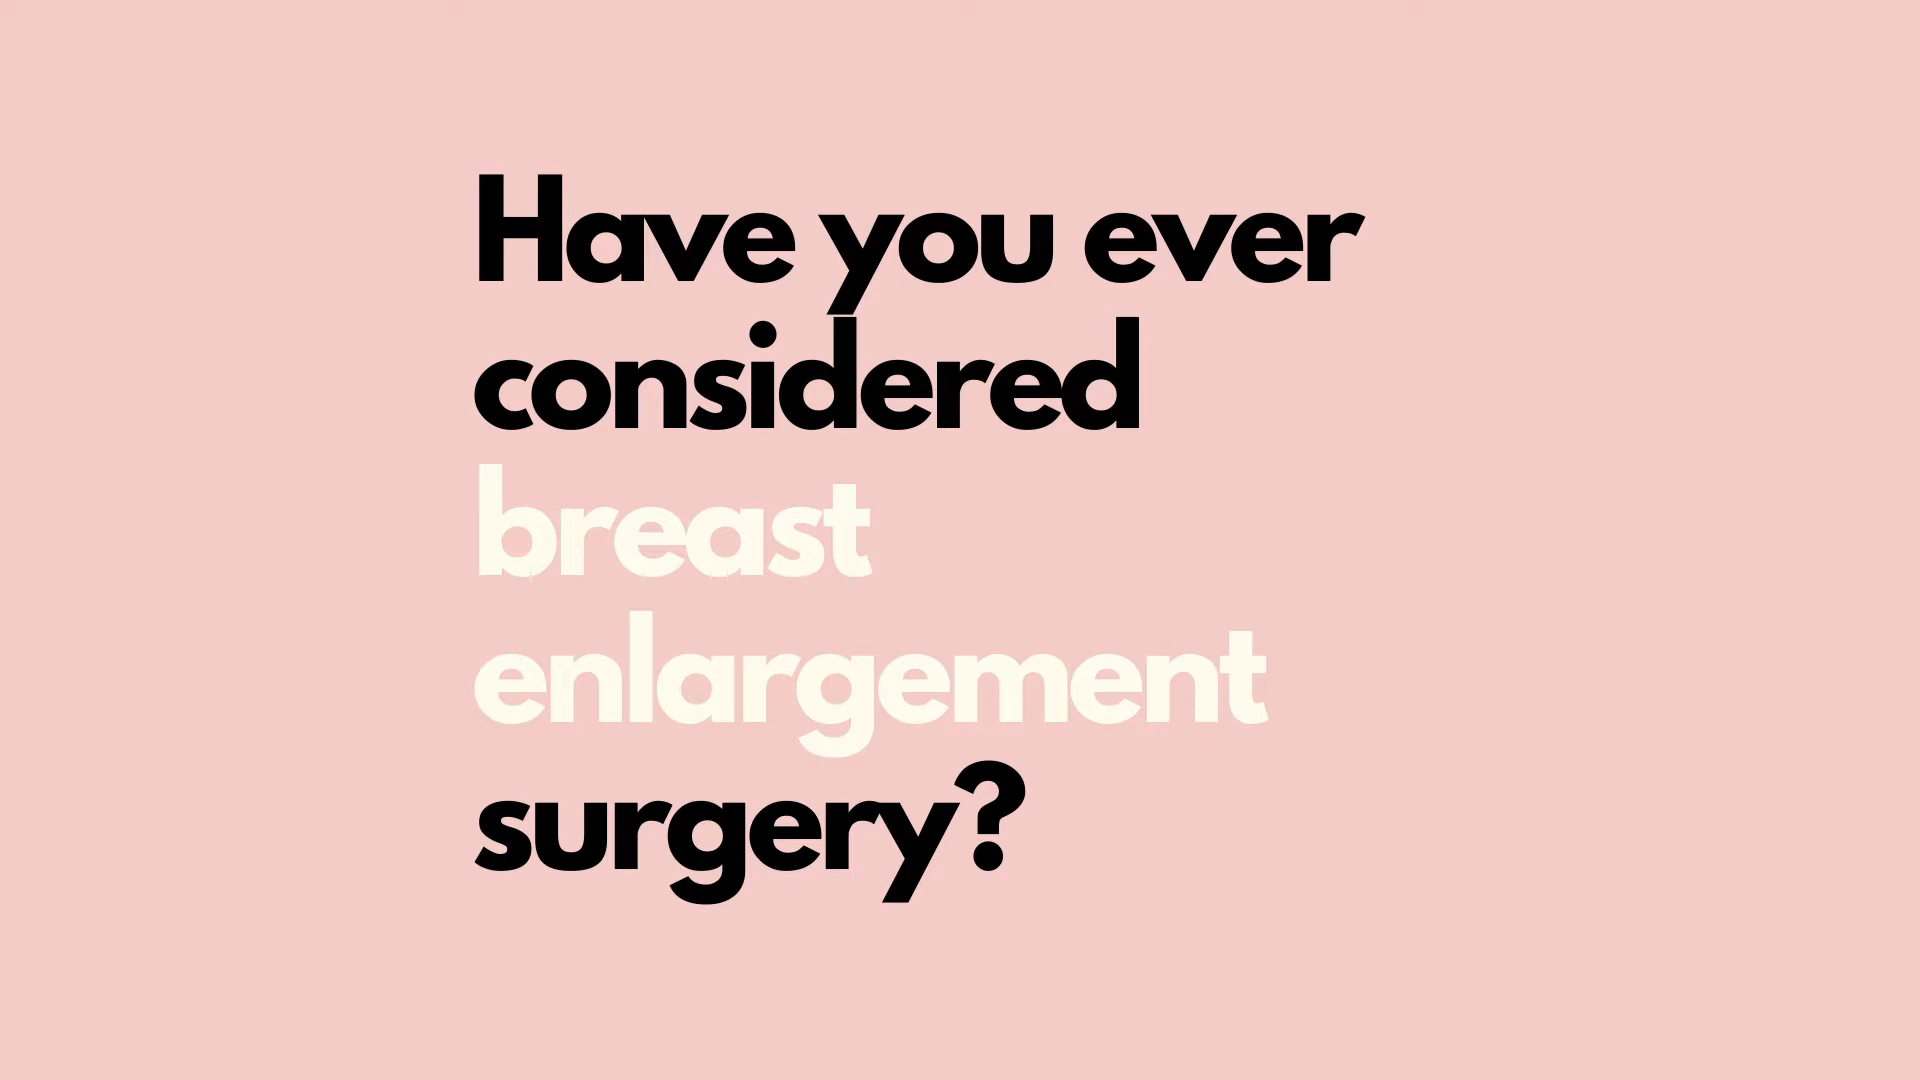 Have you ever
considered
breast
enlargement
surgery?